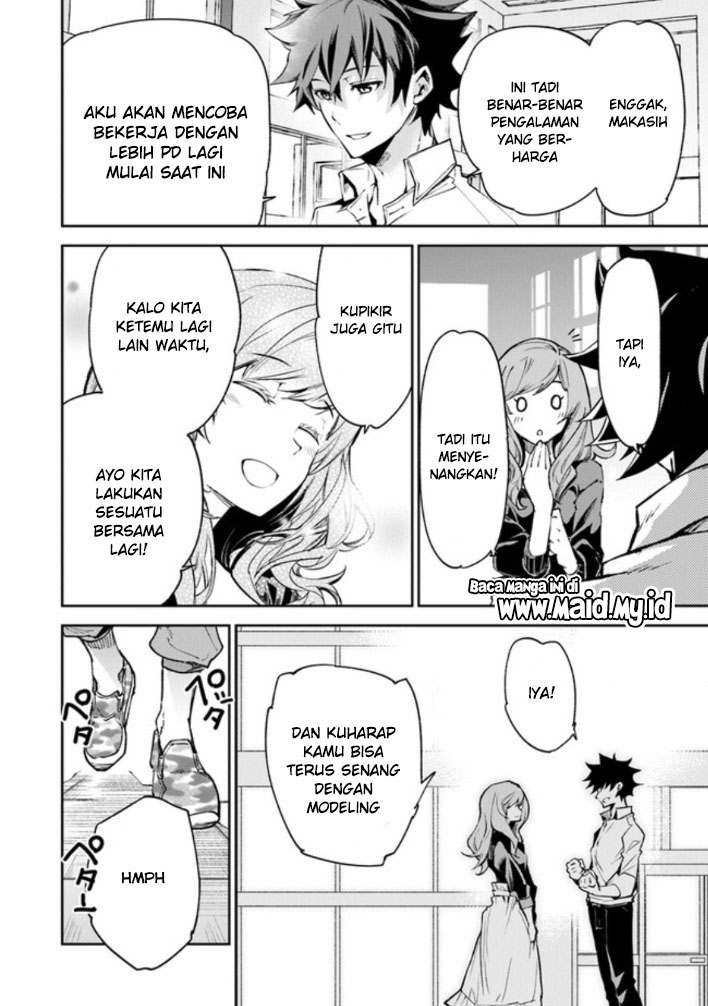 ENGGAK,
MAKASIH
INI TADI
BENAR-BENAR
PENGALAMAN
YANG BER-
HARGA
AKU AKAN MENCOBA
BEKERJA DENGAN
LEBIH PD LAGI
MULAI SAAT INI
TAPI
IYA,
TADI ITU
MENYE-
NANGKAN!
KUPIKIR
JUGA GITU
KALO KITA
KETEMU LAGI
LAIN WAKTU,
AYO KITA
LAKUKAN
SESUATU
BERSAMA
LAGI!
Baca Manga ini di
www.Maid.my.id
IYA!
DAN KUHARAP
KAMU BISA
TERUS SENANG
DENGAN
MODELING
ペッタ
ペタ
ペター
HMPH